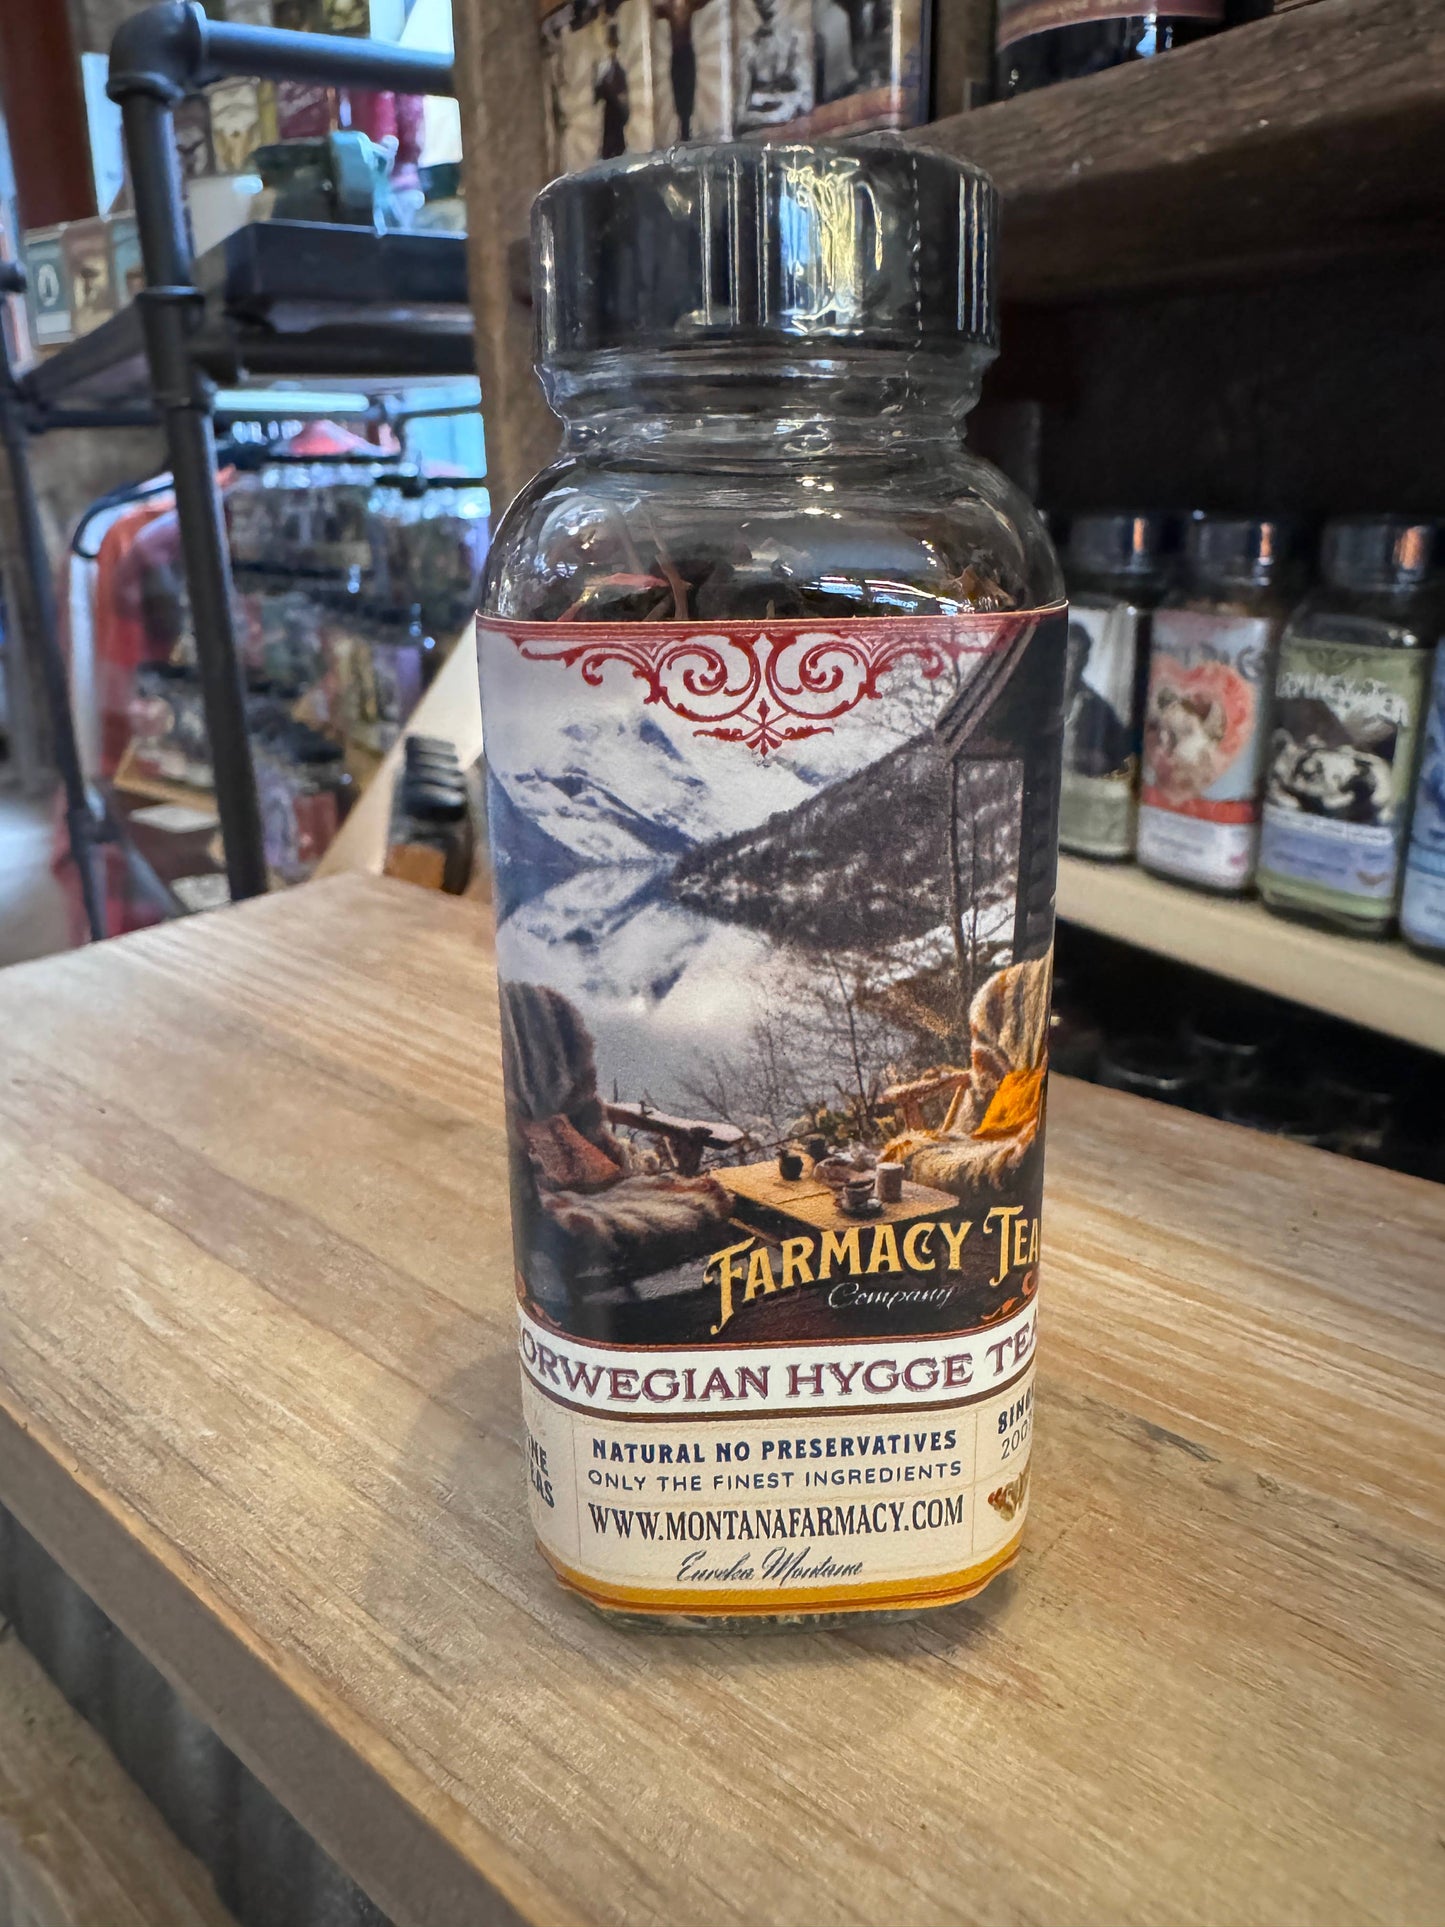 FARMACY TEA
Company
ORWEGIAN HYGGE TEA
NATURAL NO PRESERVATIVES
ONLY THE FINEST INGREDIENTS
WWW.MONTANAFARMACY.COM
Eureka Montana